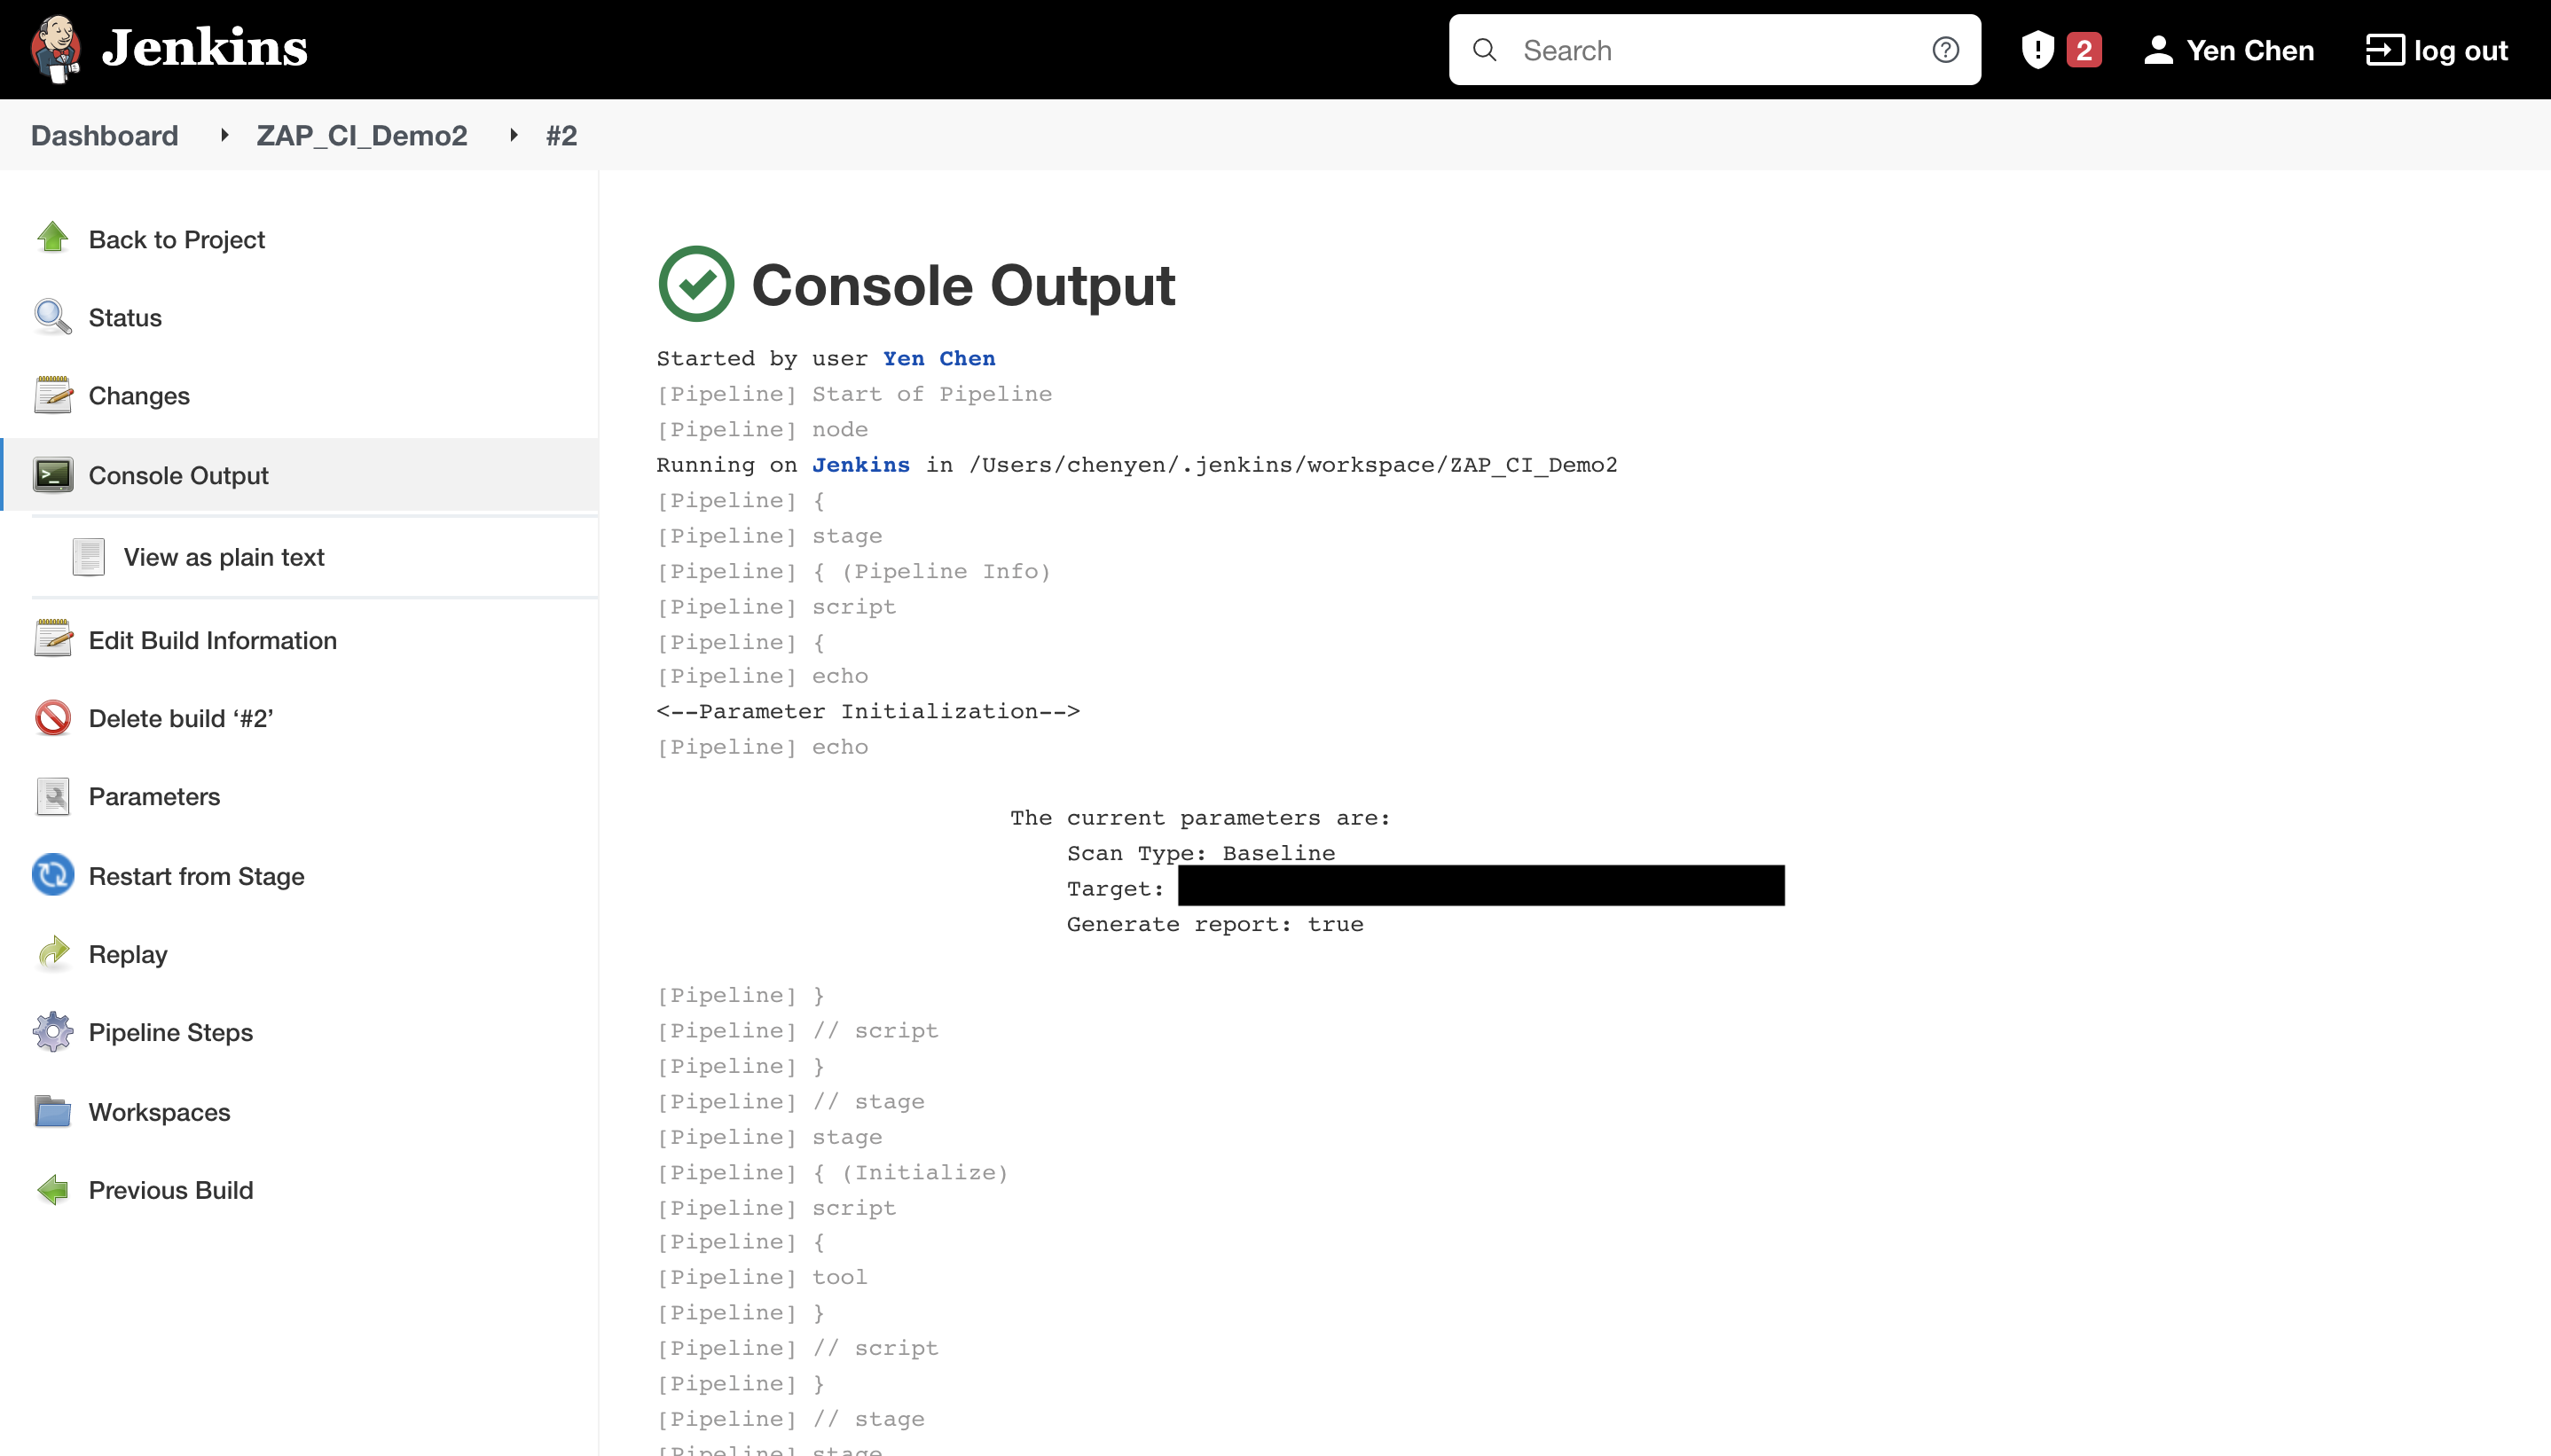 Jenkins
Search
2
Yen Chen
log out
Dashboard
ZAP_CI_Demo2
#2
Back to Project
Status
Changes
Console Output
View as plain text
Edit Build Information
Delete build ‘#2’
Parameters
Restart from Stage
Replay
Pipeline Steps
Workspaces
Previous Build
Console Output
Started by user Yen Chen
[Pipeline] Start of Pipeline
[Pipeline] node
Running on Jenkins in /Users/chenyen/.jenkins/workspace/ZAP_CI_Demo2
[Pipeline] {
[Pipeline] stage
[Pipeline] { (Pipeline Info)
[Pipeline] script
[Pipeline] {
[Pipeline] echo
<--Parameter Initialization-->
[Pipeline] echo
The current parameters are:
Scan Type: Baseline
Target:
Generate report: true
[Pipeline] }
[Pipeline] // script
[Pipeline] }
[Pipeline] // stage
[Pipeline] stage
[Pipeline] { (Initialize)
[Pipeline] script
[Pipeline] {
[Pipeline] tool
[Pipeline] }
[Pipeline] // script
[Pipeline] }
[Pipeline] // stage
[Pipeline] stage